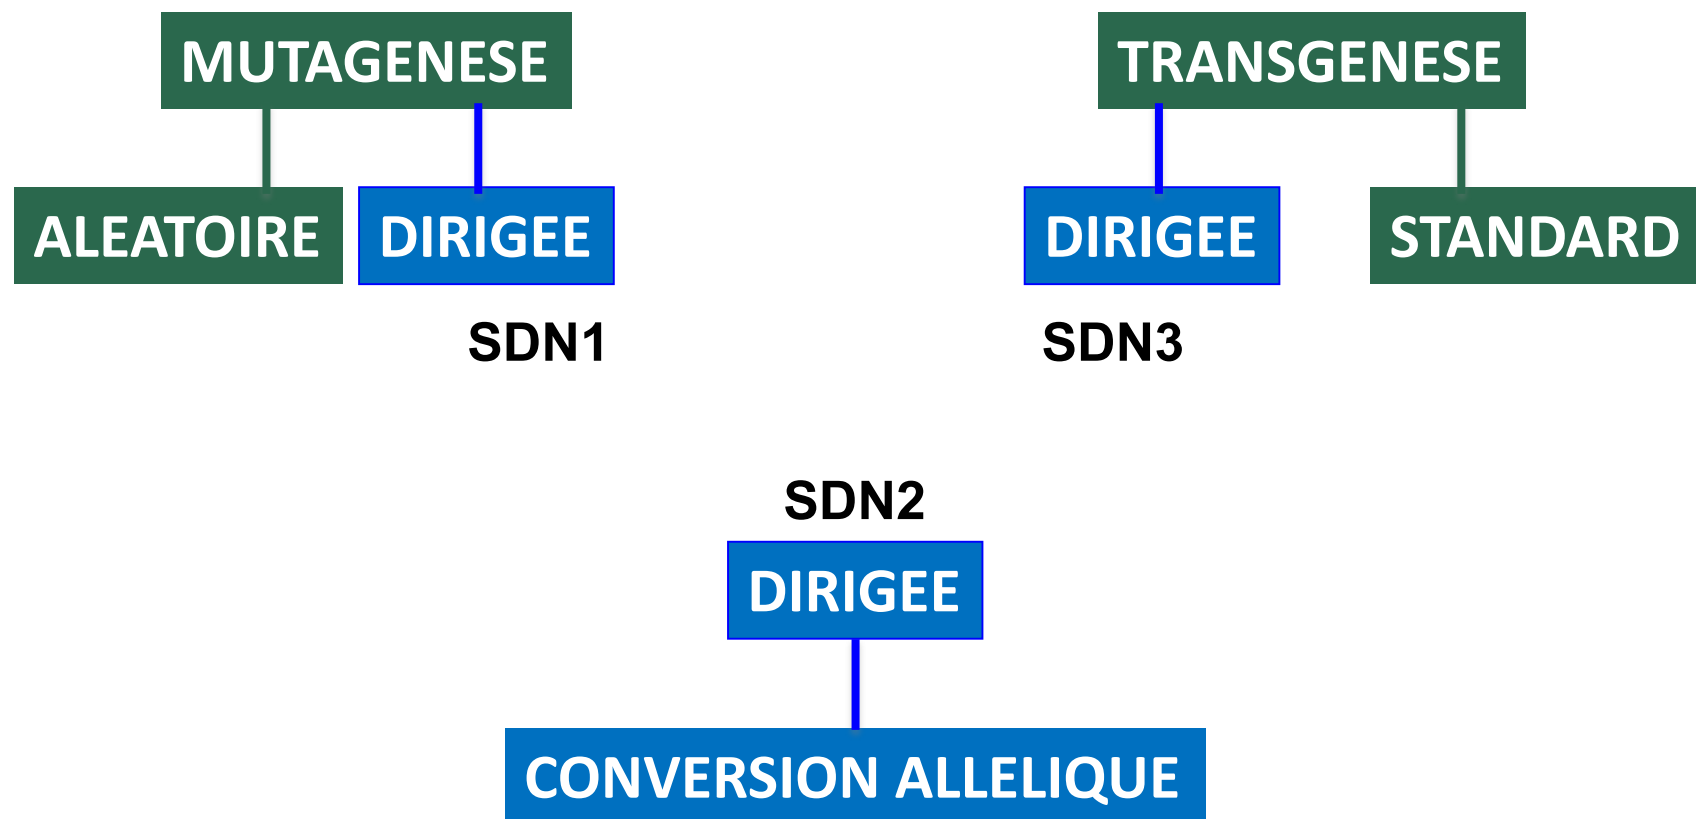 MUTAGENESE
TRANSGENESE
ALEATOIRE
DIRIGEE
DIRIGEE
STANDARD
SDN1
SDN3
SDN2
DIRIGEE
CONVERSION ALLELIQUE